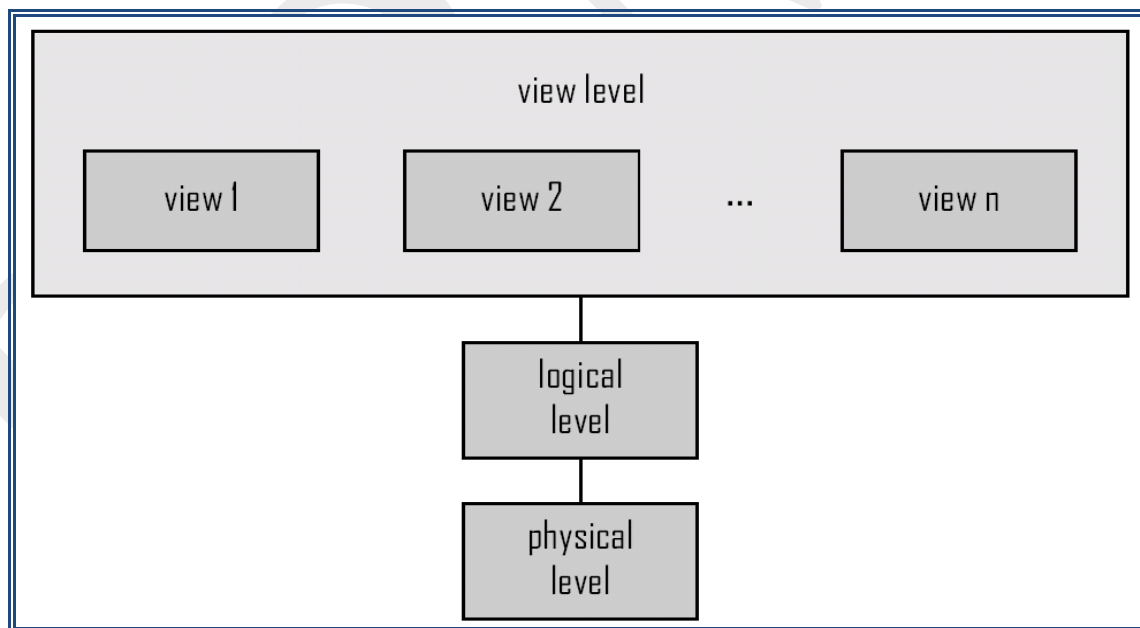 view level
view 1
view 2
...
view n
logical
level
physical
level